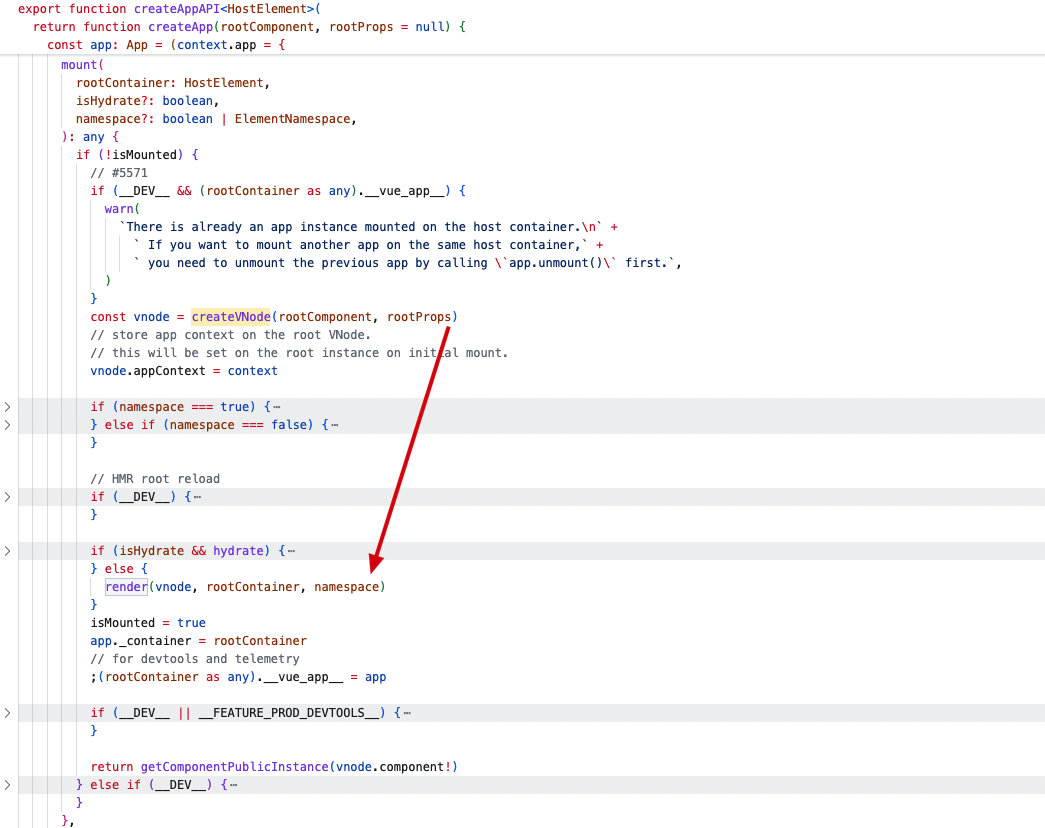 export function createAppAPI<HostElement>(
return function createApp(rootComponent, rootProps = null) {
const app: App = (context.app = {
mount(
rootContainer: HostElement,
isHydrate?: boolean,
namespace?: boolean | ElementNamespace,
): any {
if (!isMounted) {
// #5571
if (__DEV__ && (rootContainer as any).__vue_app__) {
warn(
`There is already an app instance mounted on the host container.\n` +
` If you want to mount another app on the same host container,` +
` you need to unmount the previous app by calling \`app.unmount()\` first.`,
)
}
const vnode = createVNode(rootComponent, rootProps)
// store app context on the root VNode.
// this will be set on the root instance on initial mount.
vnode.appContext = context
if (namespace === true) {⋯
} else if (namespace === false) {⋯
}
// HMR root reload
if (__DEV__) {⋯
}
if (isHydrate && hydrate) {⋯
} else {
render(vnode, rootContainer, namespace)
}
isMounted = true
app._container = rootContainer
// for devtools and telemetry
;(rootContainer as any).__vue_app__ = app
if (__DEV__ || __FEATURE_PROD_DEVTOOLS__) {⋯
}
return getComponentPublicInstance(vnode.component!)
} else if (__DEV__) {⋯
}
},